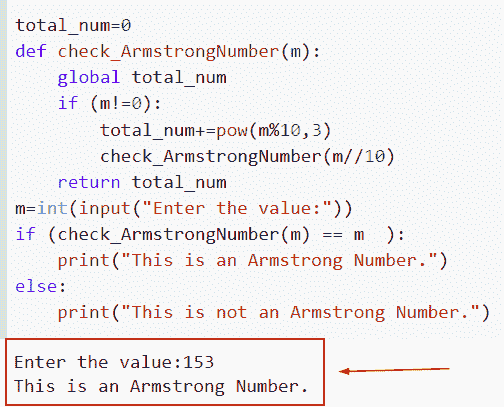 total_num=0
def check_ArmstrongNumber(m):
    global total_num
    if (m!=0):
        total_num+=pow(m%10,3)
        check_ArmstrongNumber(m//10)
    return total_num
m=int(input("Enter the value:"))
if (check_ArmstrongNumber(m) == m  ):
    print("This is an Armstrong Number.")
else:
    print("This is not an Armstrong Number.")
Enter the value:153
This is an Armstrong Number.